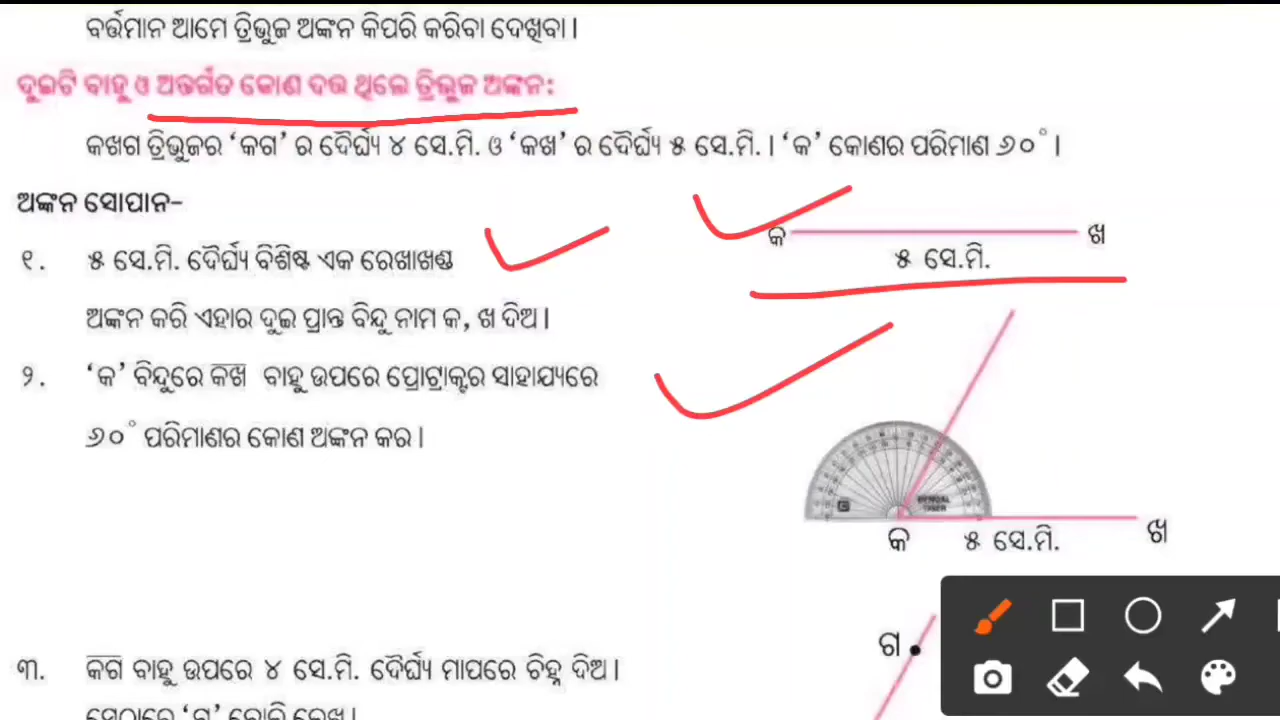 ବର୍ତ୍ତମାନ ଆମେ ତ୍ରିଭୁଜ ଅଙ୍କନ କିପରି କରିବା ଦେଖିବା ।
ଦୁଇଟି ବାହୁ ଓ ଅନ୍ତର୍ଗତ କୋଣ ଦତ୍ତ ଥିଲେ ତ୍ରିଭୁଜ ଅଙ୍କନ:
କଖଗ ତ୍ରିଭୁଜର ‘କଗ’ ର ଦୈର୍ଘ୍ୟ ୪ ସେ.ମି. ଓ ‘କଖ’ ର ଦୈର୍ଘ୍ୟ ୫ ସେ.ମି. । ‘କ’ କୋଣର ପରିମାଣ ୬୦° ।
ଅଙ୍କନ ସୋପାନ-
୧. ୫ ସେ.ମି. ଦୈର୍ଘ୍ୟ ବିଶିଷ୍ଟ ଏକ ରେଖାଖଣ୍ଡ
ଅଙ୍କନ କରି ଏହାର ଦୁଇ ପ୍ରାନ୍ତ ବିନ୍ଦୁ ନାମ କ, ଖ ଦିଅ ।
କ ଖ
୫ ସେ.ମି.
୨. ‘କ’ ବିନ୍ଦୁରେ କଖ ବାହୁ ଉପରେ ପ୍ରୋଟ୍ରାକ୍ଟର ସାହାଯ୍ୟରେ
୬୦° ପରିମାଣର କୋଣ ଅଙ୍କନ କର ।
କ ୫ ସେ.ମି. ଖ
ଗ
୩. କଗ ବାହୁ ଉପରେ ୪ ସେ.ମି. ଦୈର୍ଘ୍ୟ ମାପରେ ଚିହ୍ନ ଦିଅ ।
ସେଠାରେ ‘ଗ’ ବୋଲି ଲେଖ ।